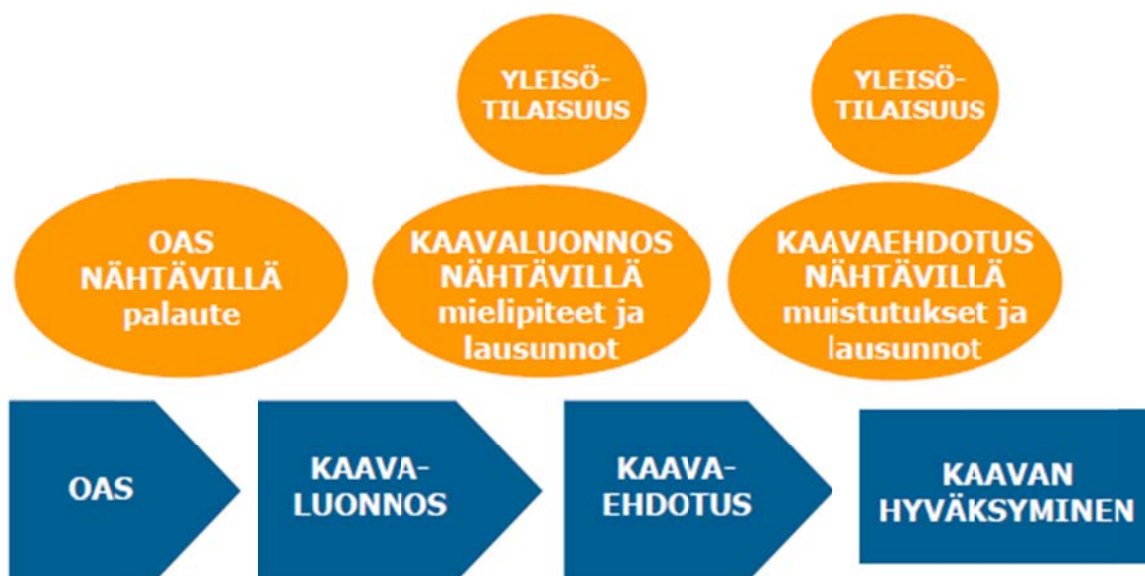 YLEISÖ-
TILAISUUS
YLEISÖ-
TILAISUUS
OAS
NÄHTÄVILLÄ
palaute
KAAVALUONNOS
NÄHTÄVILLÄ
mielipiteet ja
lausunnot
KAAVAEHDOTUS
NÄHTÄVILLÄ
muistutukset ja
lausunnot
OAS
KAAVA-
LUONNOS
KAAVA-
EHDOTUS
KAAVAN
HYVÄKSYMINEN